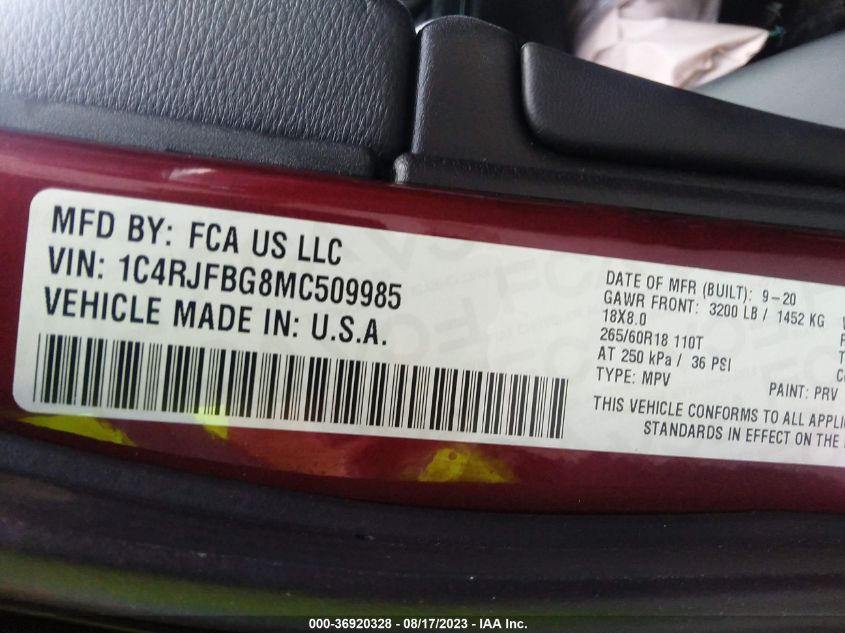 MFD BY: FCA US LLC
VIN: 1C4RJFBG8MC509985
VEHICLE MADE IN: U.S.A.
DATE OF MFR (BUILT): 9-20
GAWR FRONT: 3200 LB / 1452 KG
18X8.0
265/60R18 110T
AT 250 kPa / 36 PSI
TYPE: MPV
PAINT: PRV
THIS VEHICLE CONFORMS TO ALL APPLI
STANDARDS IN EFFECT ON THE
000-36920328 - 08/17/2023 - IAA Inc.